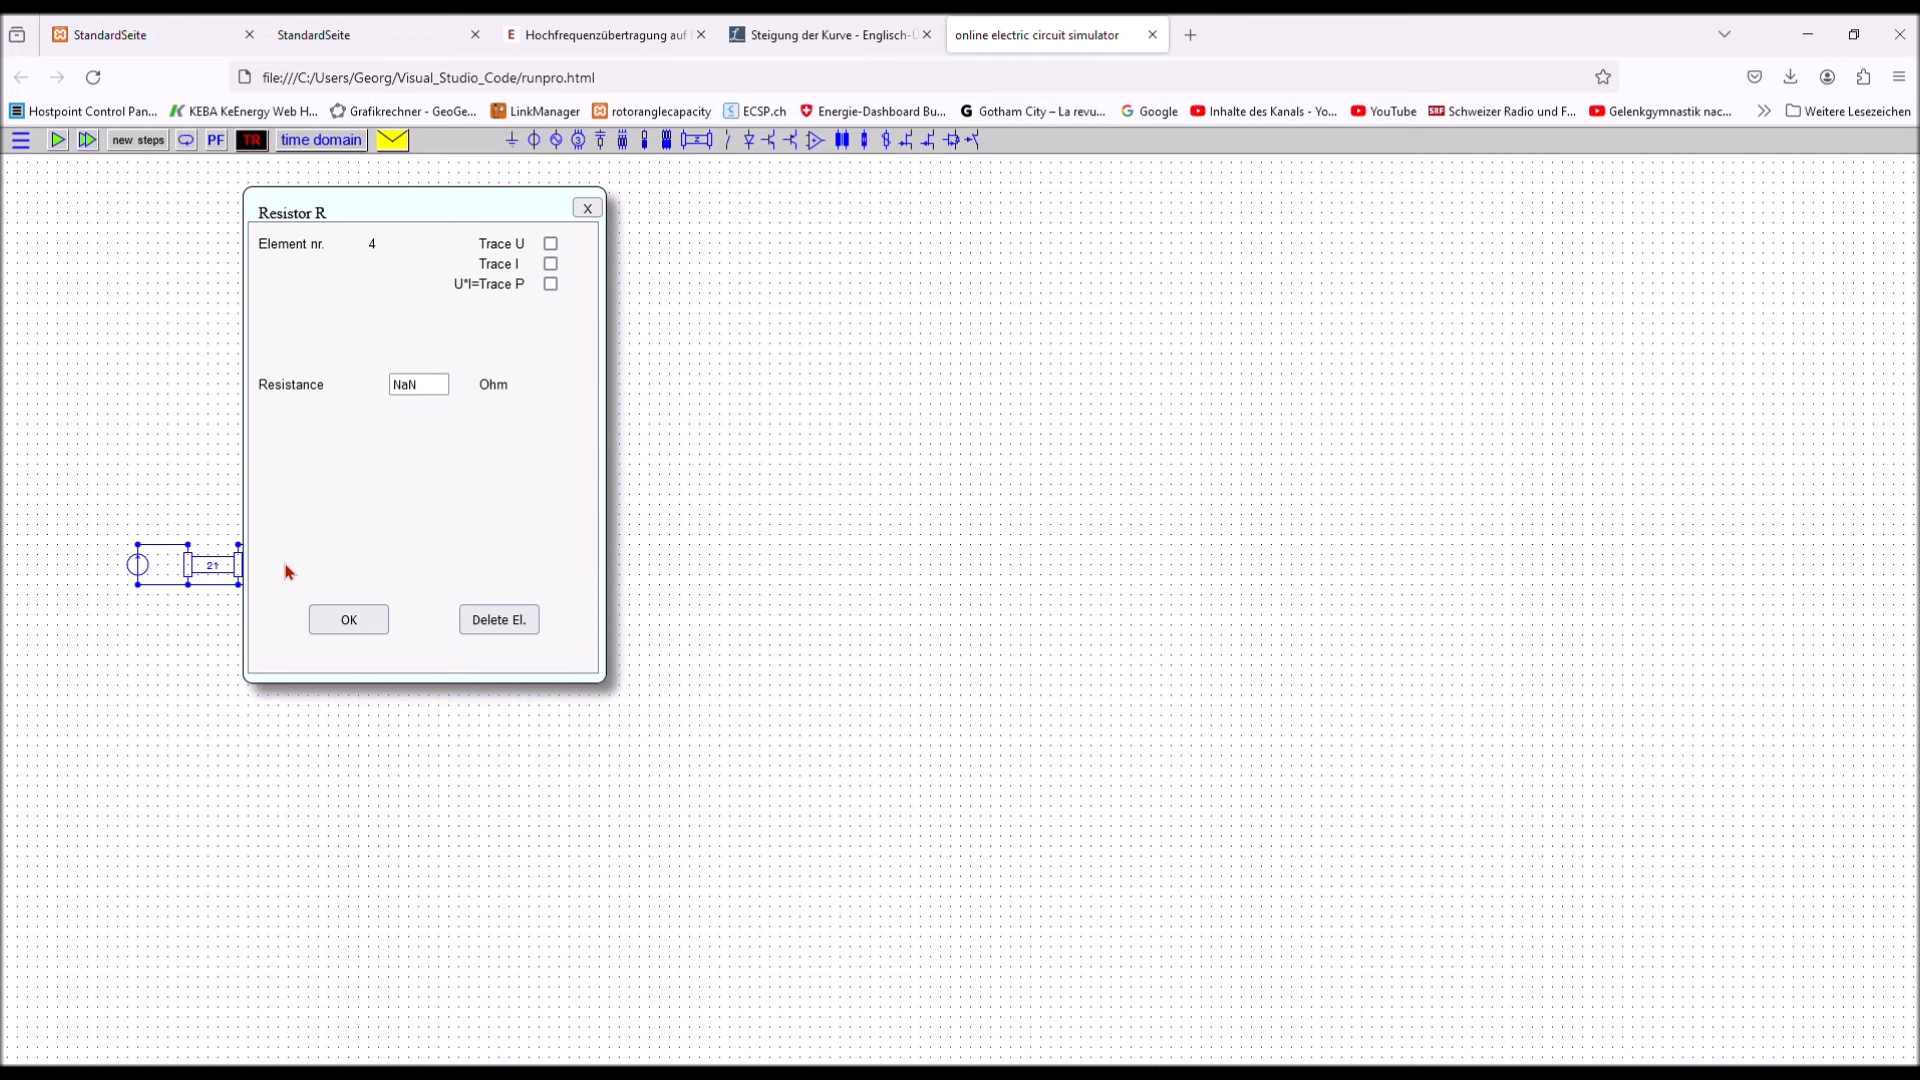 StandardSeite
StandardSeite
Hochfrequenzübertragung auf
Steigung der Kurve - Englisch-
online electric circuit simulator
file:///C:/Users/Georg/Visual_Studio_Code/runpro.html
Hostpoint Control Pan...
KEBA KeEnergy Web H...
Grafikrechner - GeoGe...
LinkManager
rotoranglecapacity
ECSP.ch
Energie-Dashboard Bu...
Gotham City – La revu...
Google
Inhalte des Kanals - Yo...
YouTube
SRF Schweizer Radio und F...
Gelenkgymnastik nac...
Weitere Lesezeichen
new steps
PF
TR
time domain
Resistor R
X
Element nr. 4
Trace U
Trace I
U*I=Trace P
Resistance NaN Ohm
21
OK
Delete El.